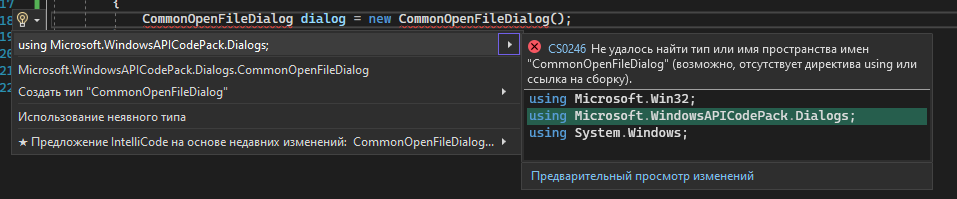 17 {
18 CommonOpenFileDialog dialog = new CommonOpenFileDialog();
using Microsoft.WindowsAPICodePack.Dialogs;
Microsoft.WindowsAPICodePack.Dialogs.CommonOpenFileDialog
Создать тип "CommonOpenFileDialog"
Использование неявного типа
★ Предложение IntelliCode на основе недавних изменений: CommonOpenFileDialog...
CS0246 Не удалось найти тип или имя пространства имен
"CommonOpenFileDialog" (возможно, отсутствует директива using или
ссылка на сборку).
using Microsoft.Win32;
using Microsoft.WindowsAPICodePack.Dialogs;
using System.Windows;
Предварительный просмотр изменений